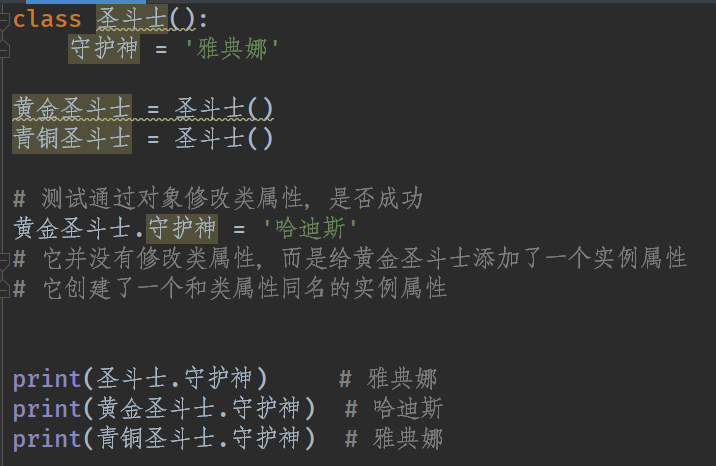 class 圣斗士():
    守护神 = '雅典娜'
黄金圣斗士 = 圣斗士()
青铜圣斗士 = 圣斗士()
# 测试通过对象修改类属性, 是否成功
黄金圣斗士.守护神 = '哈迪斯'
# 它并没有修改类属性, 而是给黄金圣斗士添加了一个实例属性
# 它创建了一个和类属性同名的实例属性
print(圣斗士.守护神)     # 雅典娜
print(黄金圣斗士.守护神)  # 哈迪斯
print(青铜圣斗士.守护神)  # 雅典娜